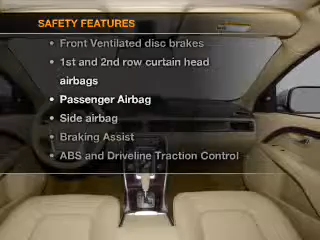 SAFETY FEATURES
• Front Ventilated disc brakes
• 1st and 2nd row curtain head
airbags
• Passenger Airbag
• Side airbag
• Braking Assist
• ABS and Driveline Traction Control